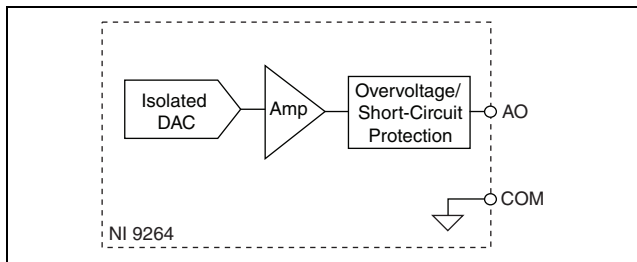 Isolated
DAC
Amp
Overvoltage/
Short-Circuit
Protection
AO
COM
NI 9264